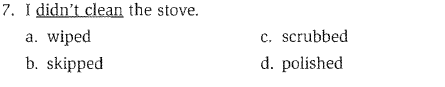 7. I didn't clean the stove.
a. wiped c. scrubbed
b. skipped d. polished